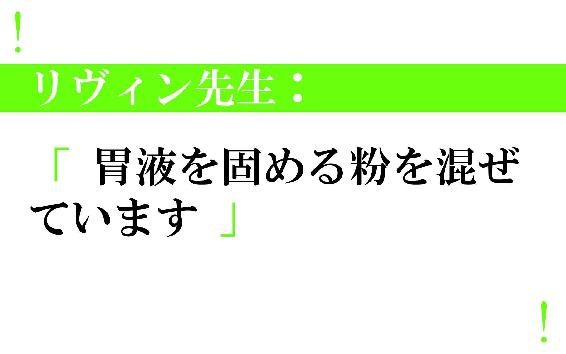 !
リヴィン先生：
「 胃液を固める粉を混ぜ
ています 」
!